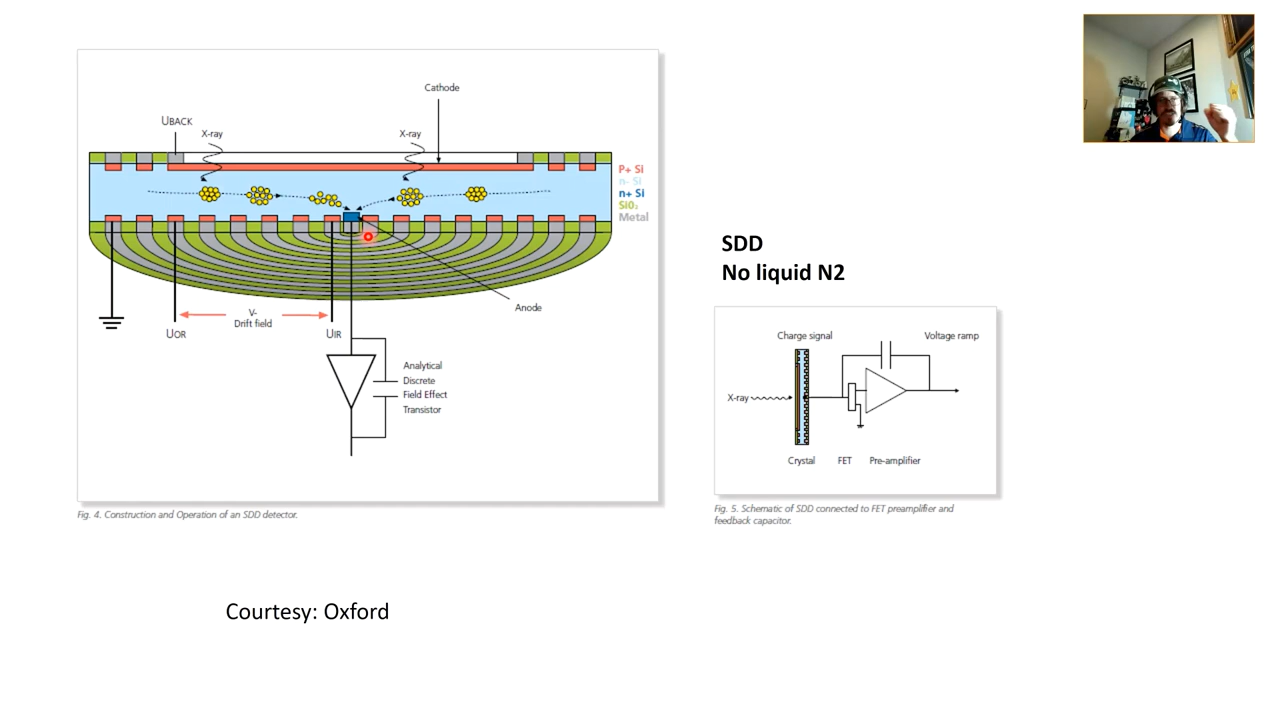 Cathode
UBACK
X-ray
X-ray
P+ Si
n- Si
n+ Si
SiO₂
Metal
Anode
V-
Drift field
UOR
UIR
Analytical
Discrete
Field Effect
Transistor
Fig. 4. Construction and Operation of an SDD detector.
SDD
No liquid N2
Charge signal
Voltage ramp
X-ray
Crystal
FET
Pre-amplifier
Fig. 5. Schematic of SDD connected to FET preamplifier and
feedback capacitor.
Courtesy: Oxford